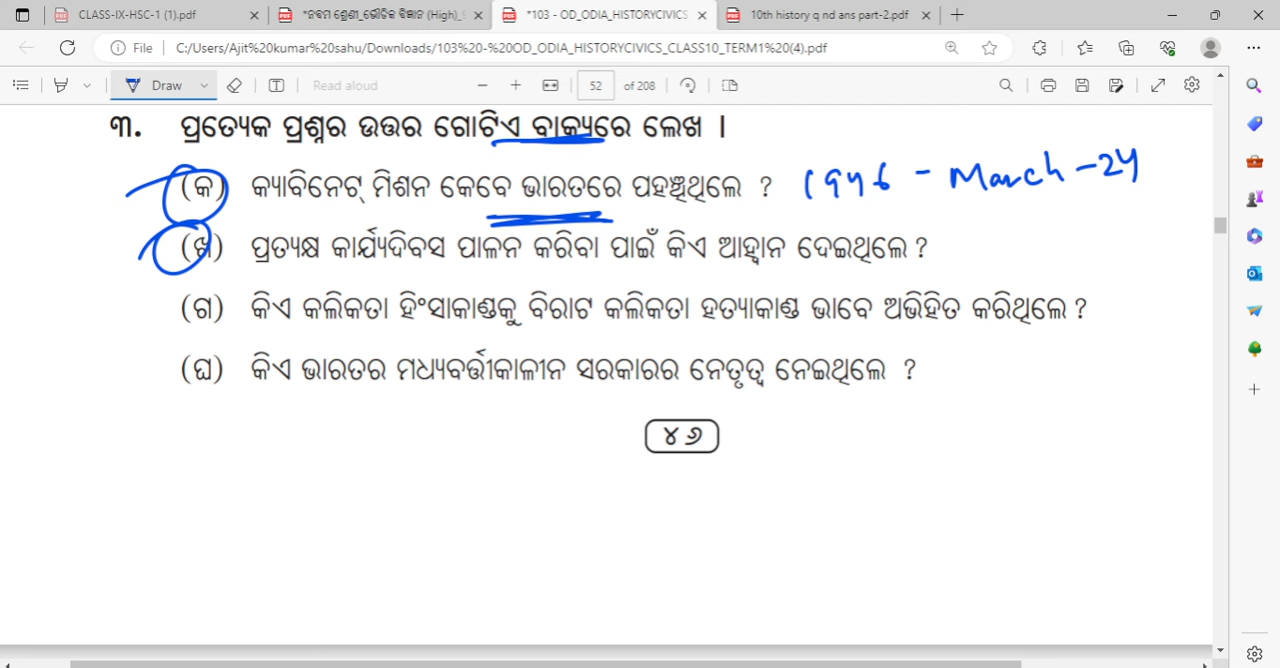 CLASS-IX-HSC-1 (1).pdf
*ନବମ ଶ୍ରେଣୀ_ଭୌତିକ ବିଜ୍ଞାନ (High)_
*103 - OD_ODIA_HISTORYCIVICS_
10th history q nd ans part-2.pdf
File C:/Users/Ajit%20kumar%20sahu/Downloads/103%20-%20OD_ODIA_HISTORYCIVICS_CLASS10_TERM1%20(4).pdf
Draw Read aloud 52 of 208
୩. ପ୍ରତ୍ୟେକ ପ୍ରଶ୍ନର ଉତ୍ତର ଗୋଟିଏ ବାକ୍ୟରେ ଲେଖ ।
(କ) କ୍ୟାବିନେଟ୍ ମିଶନ କେବେ ଭାରତରେ ପହଞ୍ଚିଥିଲେ ? 1946 - March - 24
(ଖ) ପ୍ରତ୍ୟକ୍ଷ କାର୍ଯ୍ୟଦିବସ ପାଳନ କରିବା ପାଇଁ କିଏ ଆହ୍ୱାନ ଦେଇଥିଲେ ?
(ଗ) କିଏ କଲିକତା ହିଂସାକାଣ୍ଡକୁ ବିରାଟ କଲିକତା ହତ୍ୟାକାଣ୍ଡ ଭାବେ ଅଭିହିତ କରିଥିଲେ ?
(ଘ) କିଏ ଭାରତର ମଧ୍ୟବର୍ତ୍ତୀକାଳୀନ ସରକାରର ନେତୃତ୍ୱ ନେଇଥିଲେ ?
୪୬